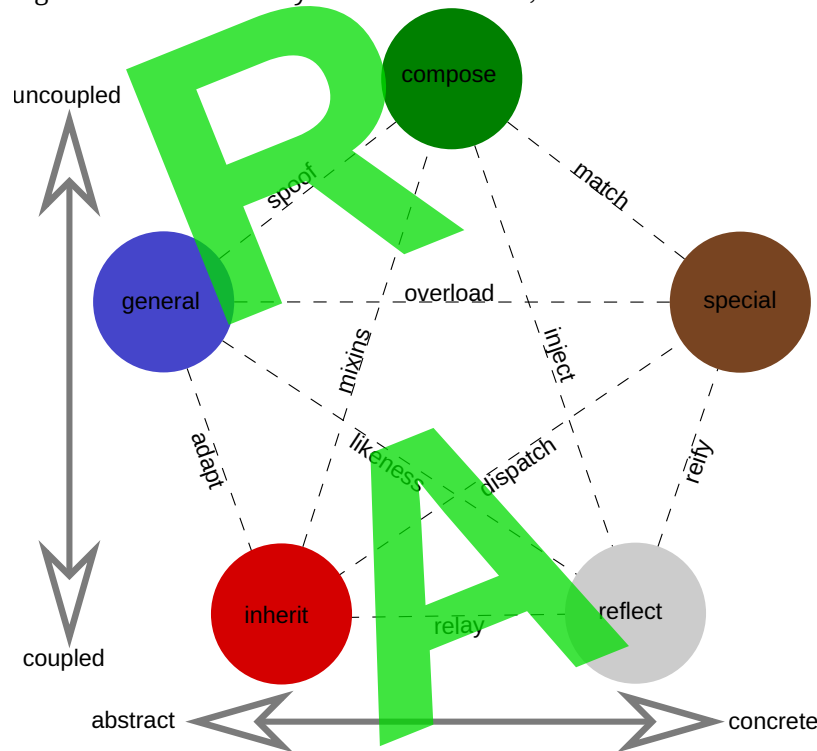 R
compose
uncoupled
spoof
match
general
overload
special
mixins
inject
adapt
likeness
dispatch
reify
A
inherit
relay
reflect
coupled
abstract
concrete